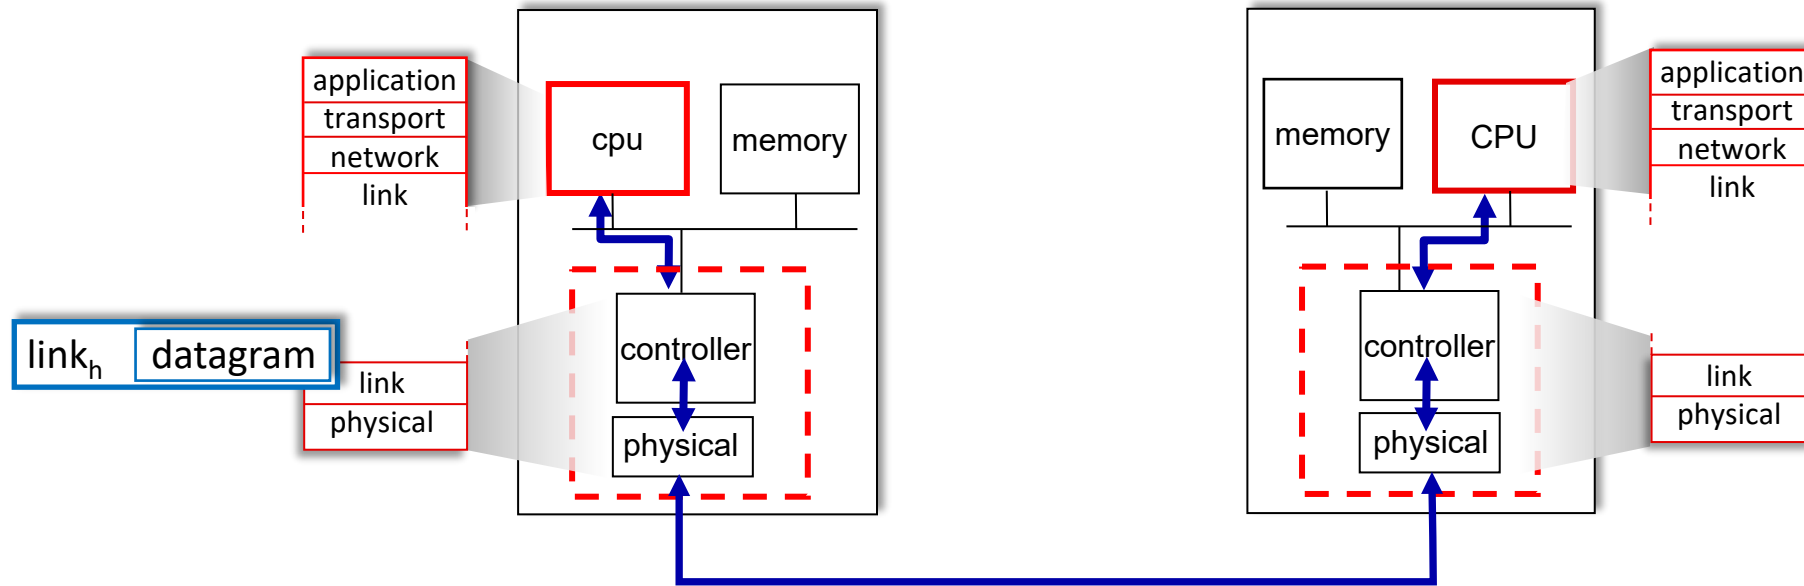 application
transport
network
link
cpu
memory
link_h datagram
link
physical
controller
physical
memory
CPU
application
transport
network
link
controller
physical
link
physical